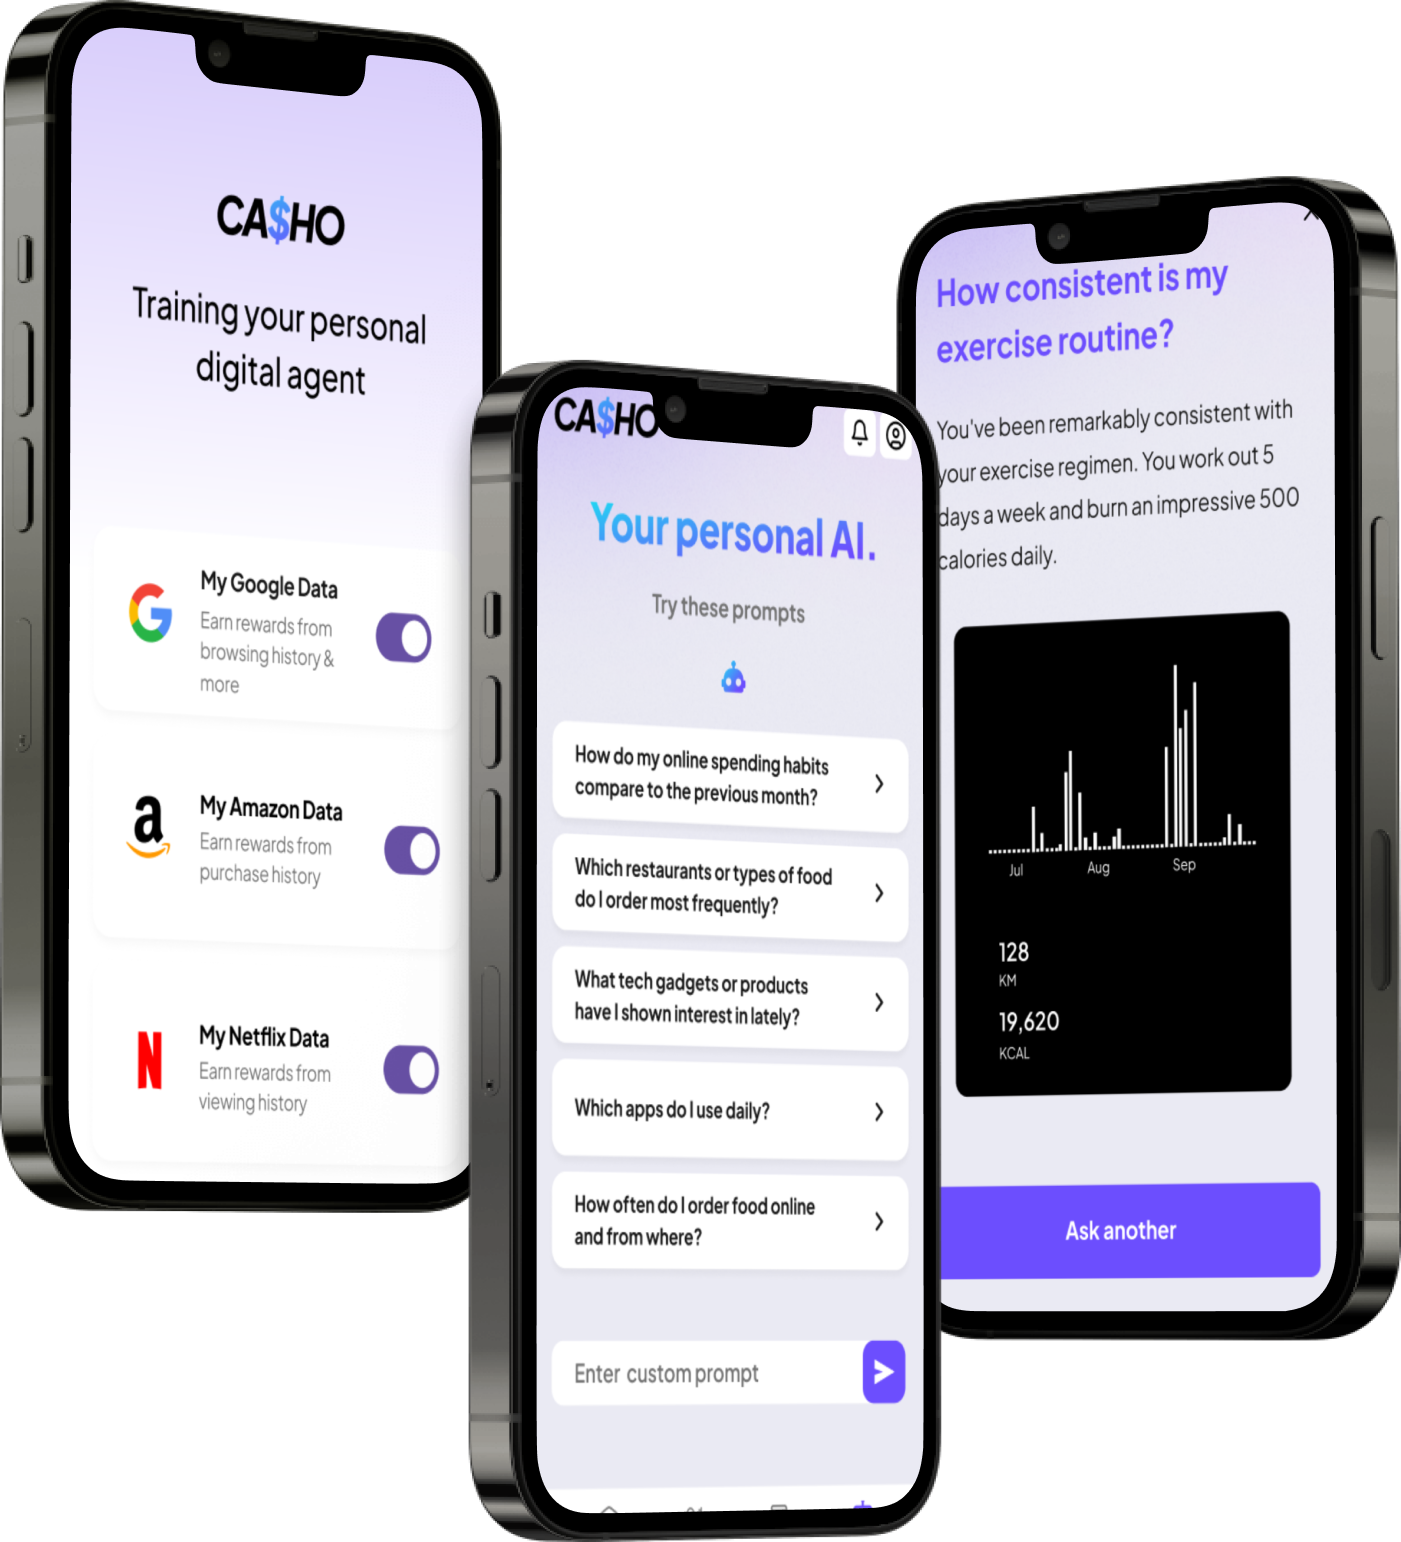 CA$HO
Training your personal
digital agent
My Google Data
Earn rewards from
browsing history &
more
My Amazon Data
Earn rewards from
purchase history
My Netflix Data
Earn rewards from
viewing history
CA$HO
Your personal AI.
Try these prompts
How do my online spending habits
compare to the previous month?
Which restaurants or types of food
do I order most frequently?
What tech gadgets or products
have I shown interest in lately?
Which apps do I use daily?
How often do I order food online
and from where?
Enter custom prompt
How consistent is my
exercise routine?
You've been remarkably consistent with
your exercise regimen. You work out 5
days a week and burn an impressive 500
calories daily.
Jul Aug Sep
128
KM
19,620
KCAL
Ask another